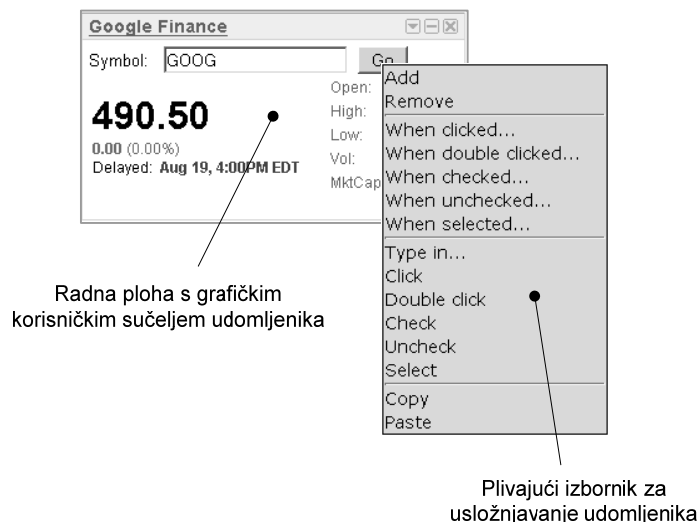 Google Finance
Symbol: GOOG Go
490.50
0.00 (0.00%)
Delayed: Aug 19, 4:00PM EDT
Open:
High:
Low:
Vol:
MktCap
Add
Remove
When clicked...
When double clicked...
When checked...
When unchecked...
When selected...
Type in...
Click
Double click
Check
Uncheck
Select
Copy
Paste
Radna ploha s grafičkim
korisničkim sučeljem udomljenika
Plivajući izbornik za
usložnjavanje udomljenika